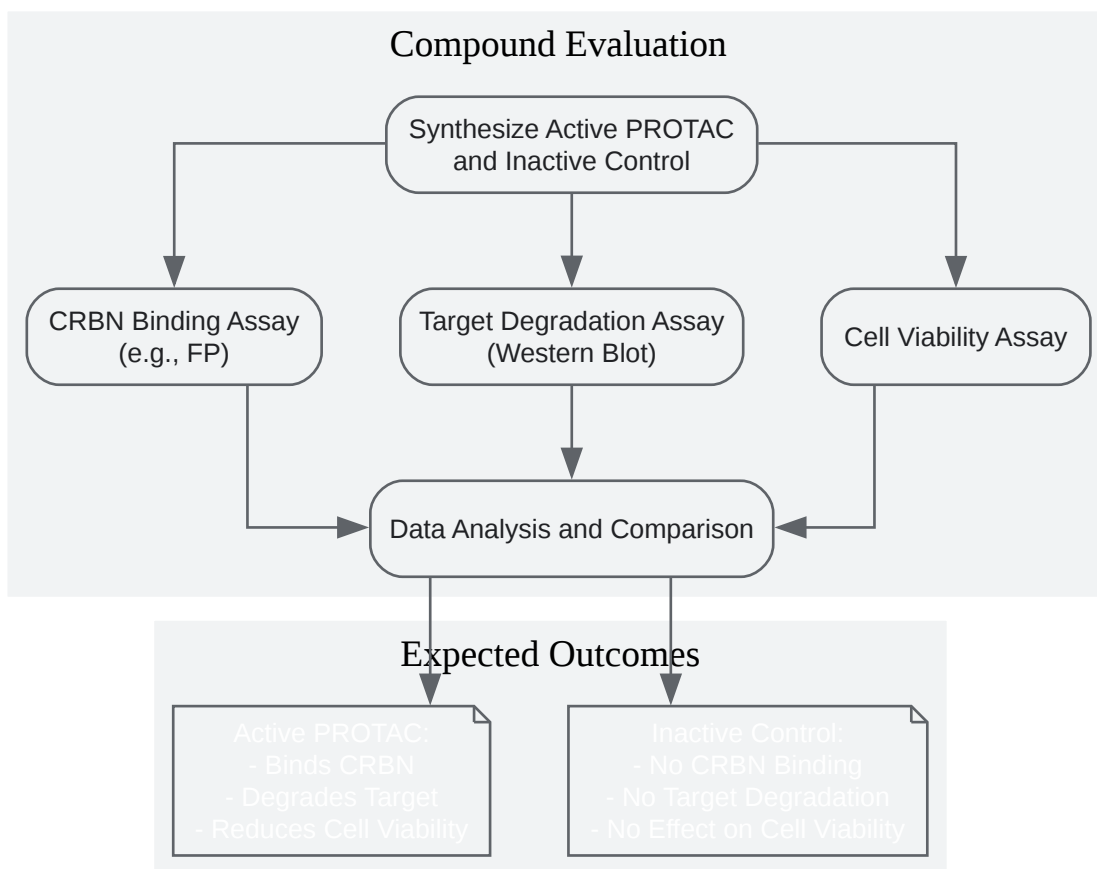 Compound Evaluation
Synthesize Active PROTAC
and Inactive Control
CRBN Binding Assay
(e.g., FP)
Target Degradation Assay
(Western Blot)
Cell Viability Assay
Data Analysis and Comparison
Expected Outcomes
Active PROTAC:
- Binds CRBN
- Degrades Target
- Reduces Cell Viability
Inactive Control:
- No CRBN Binding
- No Target Degradation
- No Effect on Cell Viability